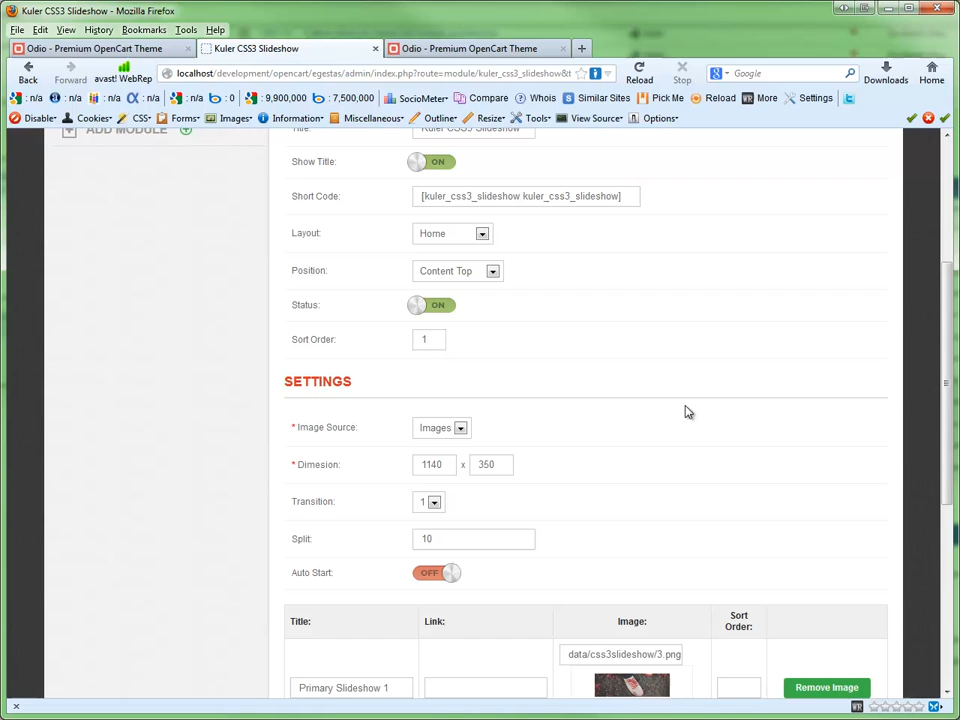 Kuler CSS3 Slideshow - Mozilla Firefox
File Edit View History Bookmarks Tools Help
Odio - Premium OpenCart Theme × Kuler CSS3 Slideshow × Odio - Premium OpenCart Theme × +
Back Forward avast! WebRep localhost/development/opencart/egestas/admin/index.php?route=module/kuler_css3_slideshow&t Reload Stop Google Downloads Home
: n/a : n/a : n/a : n/a : n/a : 0 : 9,900,000 : 7,500,000 SocioMeter Compare Whois Similar Sites Pick Me Reload More Settings
Disable Cookies CSS Forms Images Information Miscellaneous Outline Resize Tools View Source Options
ADD MODULE
Title: Kuler CSS3 Slideshow
Show Title: ON
Short Code: [kuler_css3_slideshow kuler_css3_slideshow]
Layout: Home
Position: Content Top
Status: ON
Sort Order: 1
SETTINGS
* Image Source: Images
* Dimesion: 1140 x 350
Transition: 1
Split: 10
Auto Start: OFF
Title: Link: Image: Sort Order:
data/css3slideshow/3.png
Primary Slideshow 1 Remove Image
× WR